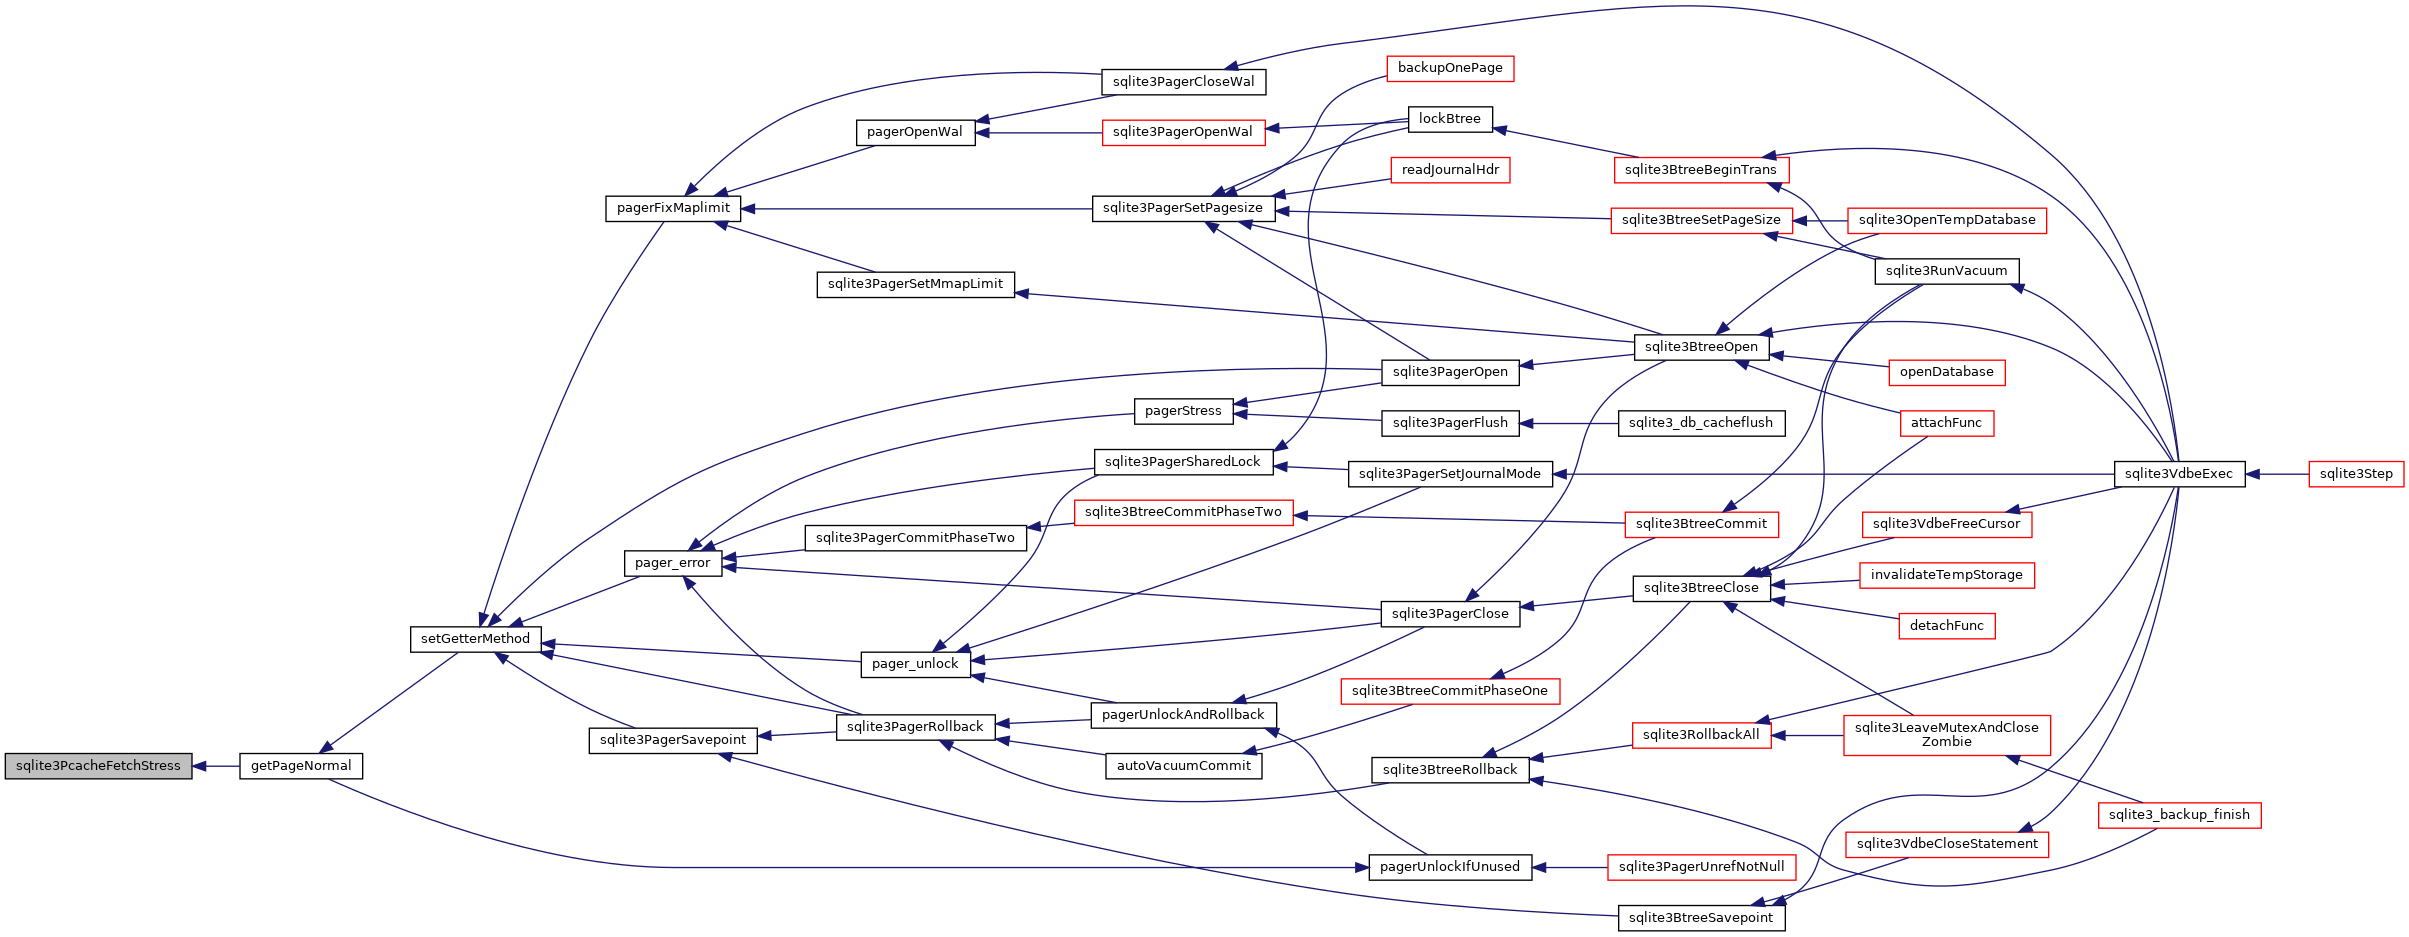 sqlite3PcacheFetchStress
getPageNormal
setGetterMethod
pagerFixMaplimit
pager_error
sqlite3PagerSavepoint
pagerOpenWal
sqlite3PagerSetMmapLimit
sqlite3PagerCommitPhaseTwo
pager_unlock
sqlite3PagerRollback
sqlite3PagerCloseWal
sqlite3PagerOpenWal
sqlite3PagerSetPagesize
pagerStress
sqlite3PagerSharedLock
sqlite3BtreeCommitPhaseTwo
pagerUnlockAndRollback
autoVacuumCommit
backupOnePage
lockBtree
readJournalHdr
sqlite3PagerOpen
sqlite3PagerFlush
sqlite3PagerSetJournalMode
sqlite3PagerClose
sqlite3BtreeCommitPhaseOne
sqlite3BtreeRollback
pagerUnlockIfUnused
sqlite3BtreeBeginTrans
sqlite3BtreeSetPageSize
sqlite3BtreeOpen
sqlite3_db_cacheflush
sqlite3BtreeCommit
sqlite3BtreeClose
sqlite3RollbackAll
sqlite3PagerUnrefNotNull
sqlite3BtreeSavepoint
sqlite3OpenTempDatabase
sqlite3RunVacuum
openDatabase
attachFunc
sqlite3VdbeFreeCursor
invalidateTempStorage
detachFunc
sqlite3LeaveMutexAndClose
Zombie
sqlite3VdbeCloseStatement
sqlite3VdbeExec
sqlite3_backup_finish
sqlite3Step